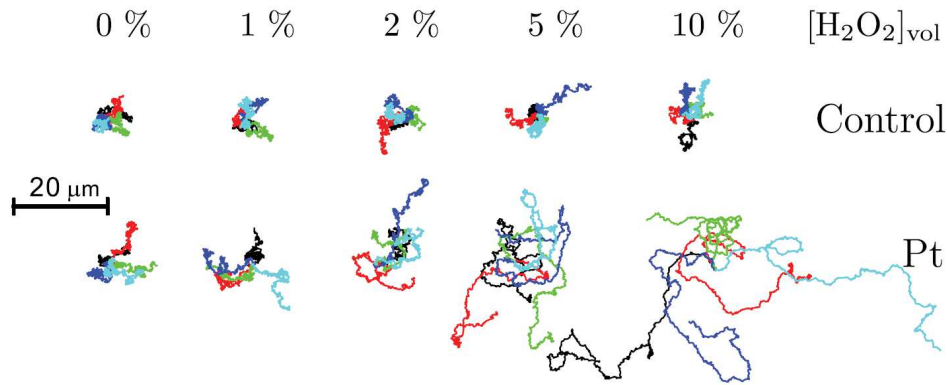 0 % 1 % 2 % 5 % 10 % [H₂O₂]vol
Control
20 μm
Pt